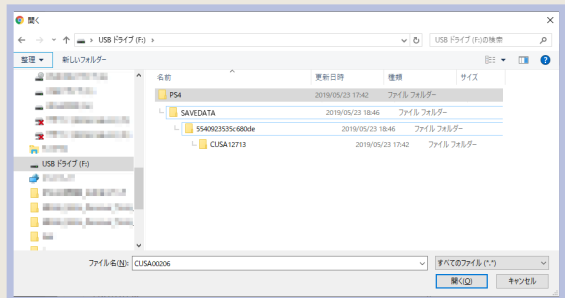 開く
USB ドライブ (F:)
USB ドライブ (F:)の検索
整理 新しいフォルダー
名前 更新日時 種類 サイズ
PS4 2019/05/23 17:42 ファイル フォルダー
SAVEDATA 2019/05/23 18:46 ファイル フォルダー
5540923535c680de 2019/05/23 18:46 ファイル フォルダー
CUSA12713 2019/05/23 17:42 ファイル フォルダー
USB ドライブ (F:)
ファイル名(N): CUSA00206 すべてのファイル (*.*)
開く(O) キャンセル